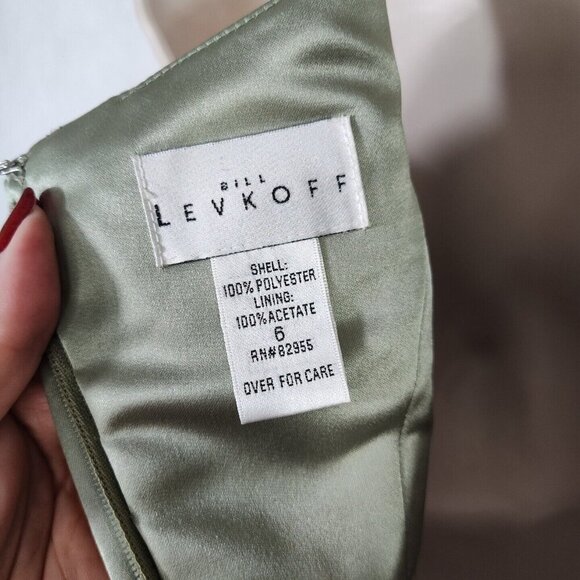 BILL
LEVKOFF
SHELL:
100% POLYESTER
LINING:
100% ACETATE
6
RN#82955
OVER FOR CARE